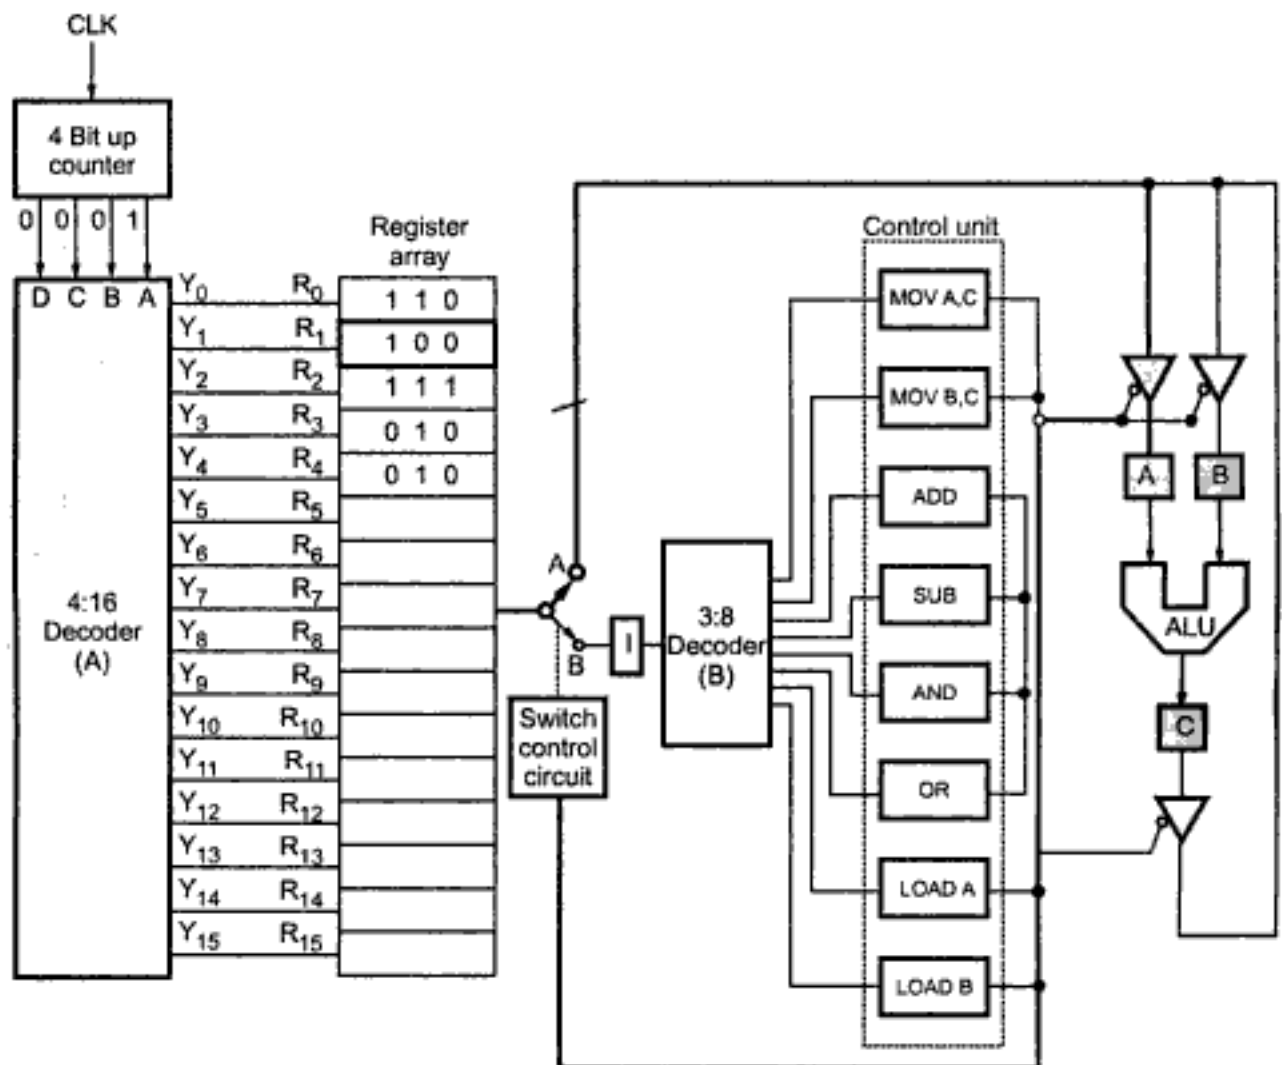 CLK
4 Bit up
counter
0 0 0 1
D C B A
4:16
Decoder
(A)
Register
array
Y0 R0 1 1 0
Y1 R1 1 0 0
Y2 R2 1 1 1
Y3 R3 0 1 0
Y4 R4 0 1 0
Y5 R5
Y6 R6
Y7 R7
Y8 R8
Y9 R9
Y10 R10
Y11 R11
Y12 R12
Y13 R13
Y14 R14
Y15 R15
A
B
Switch
control
circuit
I
3:8
Decoder
(B)
Control unit
MOV A,C
MOV B,C
ADD
SUB
AND
OR
LOAD A
LOAD B
A B
ALU
C